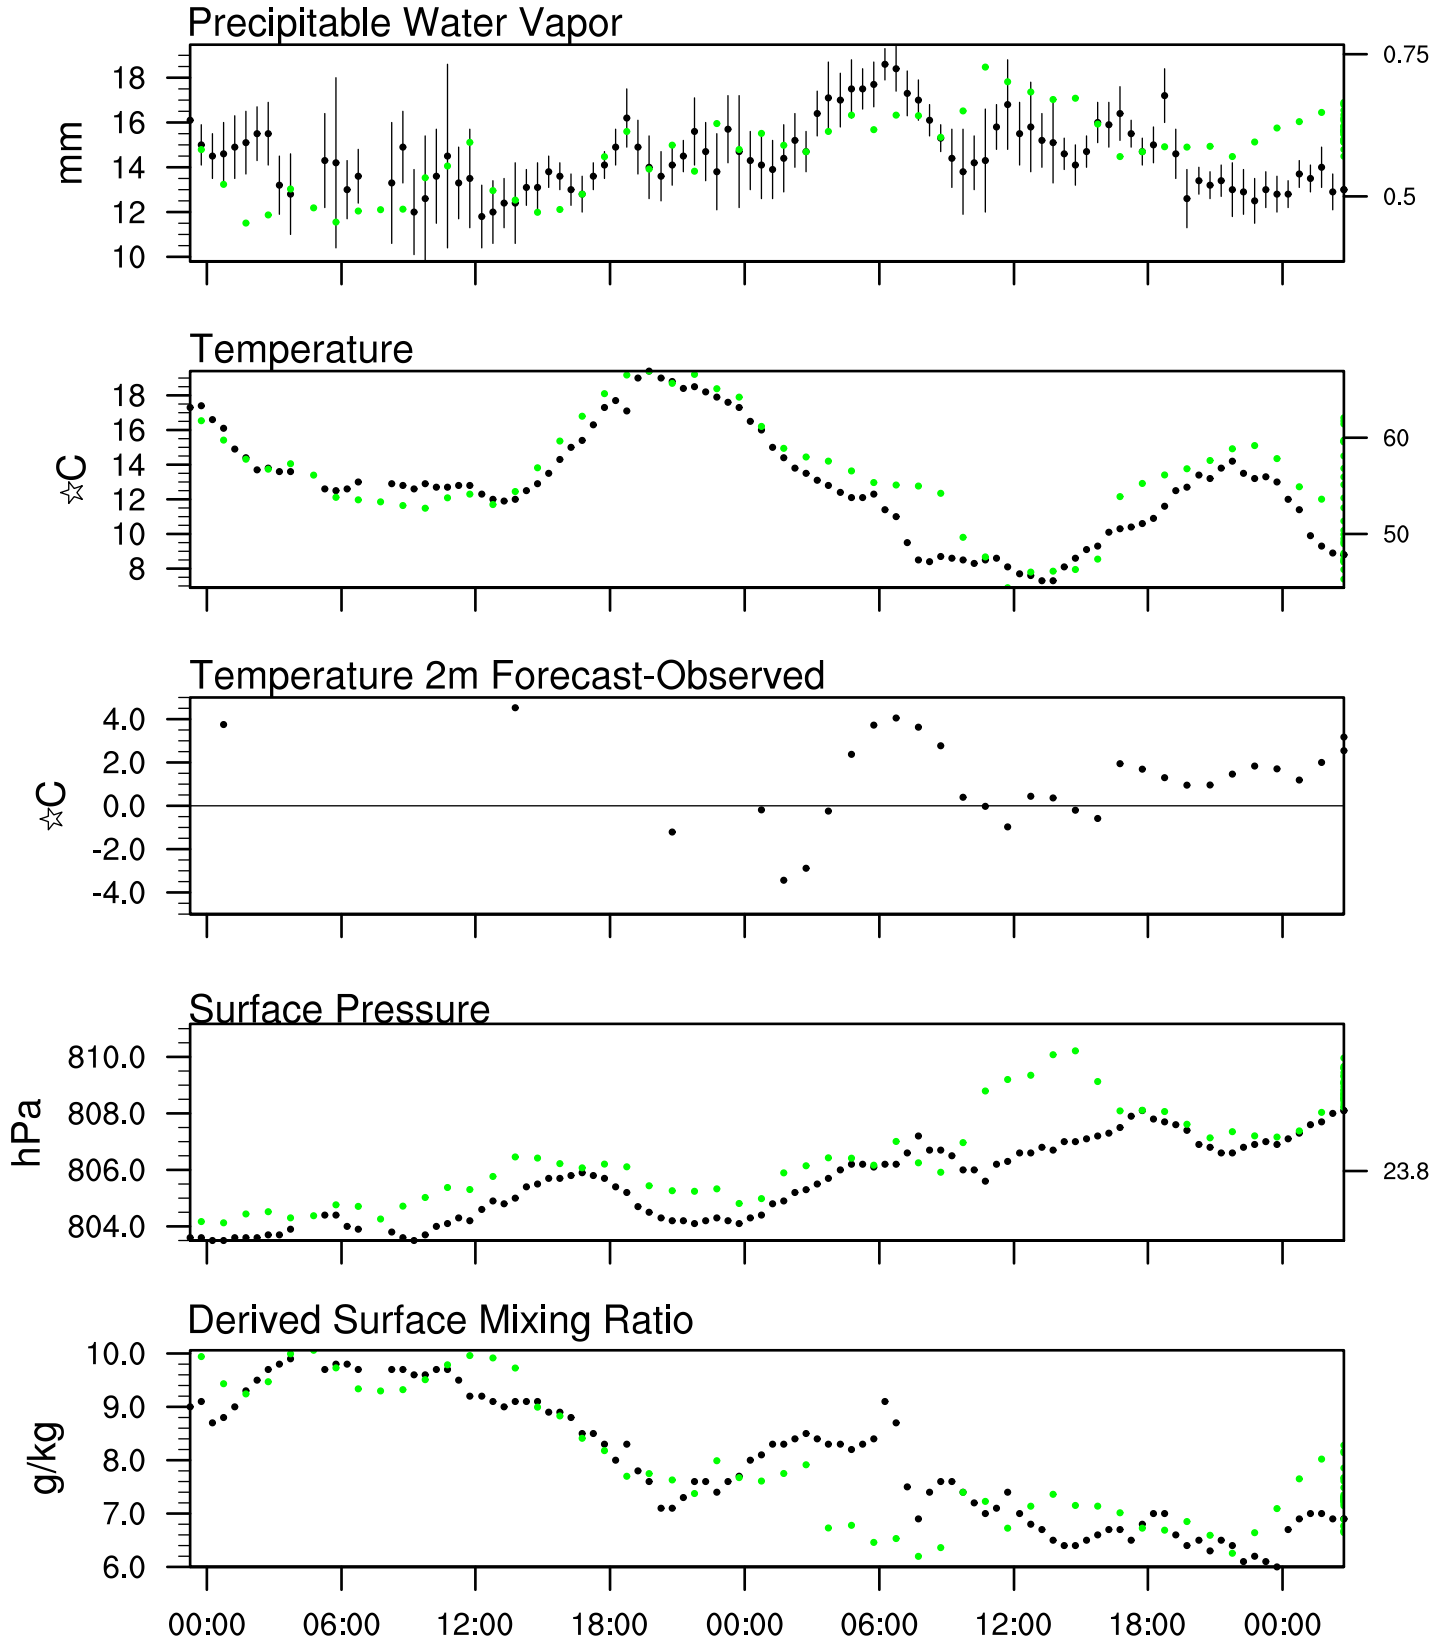 Precipitable Water Vapor
18
16
14
12
10
mm
0.75
0.5
Temperature
18
16
14
12
10
8
☆C
60
50
Temperature 2m Forecast-Observed
4.0
2.0
0.0
-2.0
-4.0
☆C
Surface Pressure
810.0
808.0
806.0
804.0
hPa
23.8
Derived Surface Mixing Ratio
10.0
9.0
8.0
7.0
6.0
g/kg
00:00 06:00 12:00 18:00 00:00 06:00 12:00 18:00 00:00